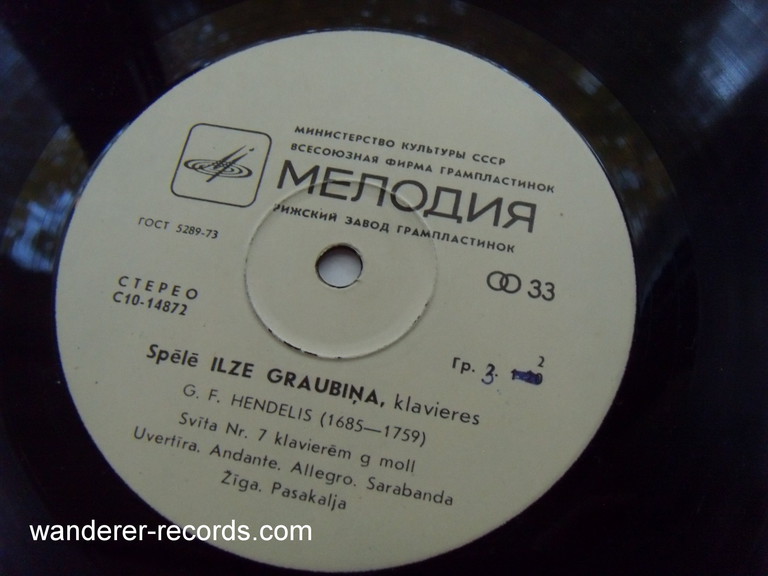 МИНИСТЕРСТВО КУЛЬТУРЫ СССР
ВСЕСОЮЗНАЯ ФИРМА ГРАМПЛАСТИНОК
МЕЛОДИЯ
РИЖСКИЙ ЗАВОД ГРАМПЛАСТИНОК
ГОСТ 5289-73
33
СТЕРЕО
С10-14872
2
Гр. 3.
Spēlē ILZE GRAUBIŅA, klavieres
G. F. HENDELIS (1685—1759)
Svīta Nr. 7 klavierēm g moll
Uvertīra. Andante. Allegro. Sarabanda
Žīga. Pasakalja
wanderer-records.com